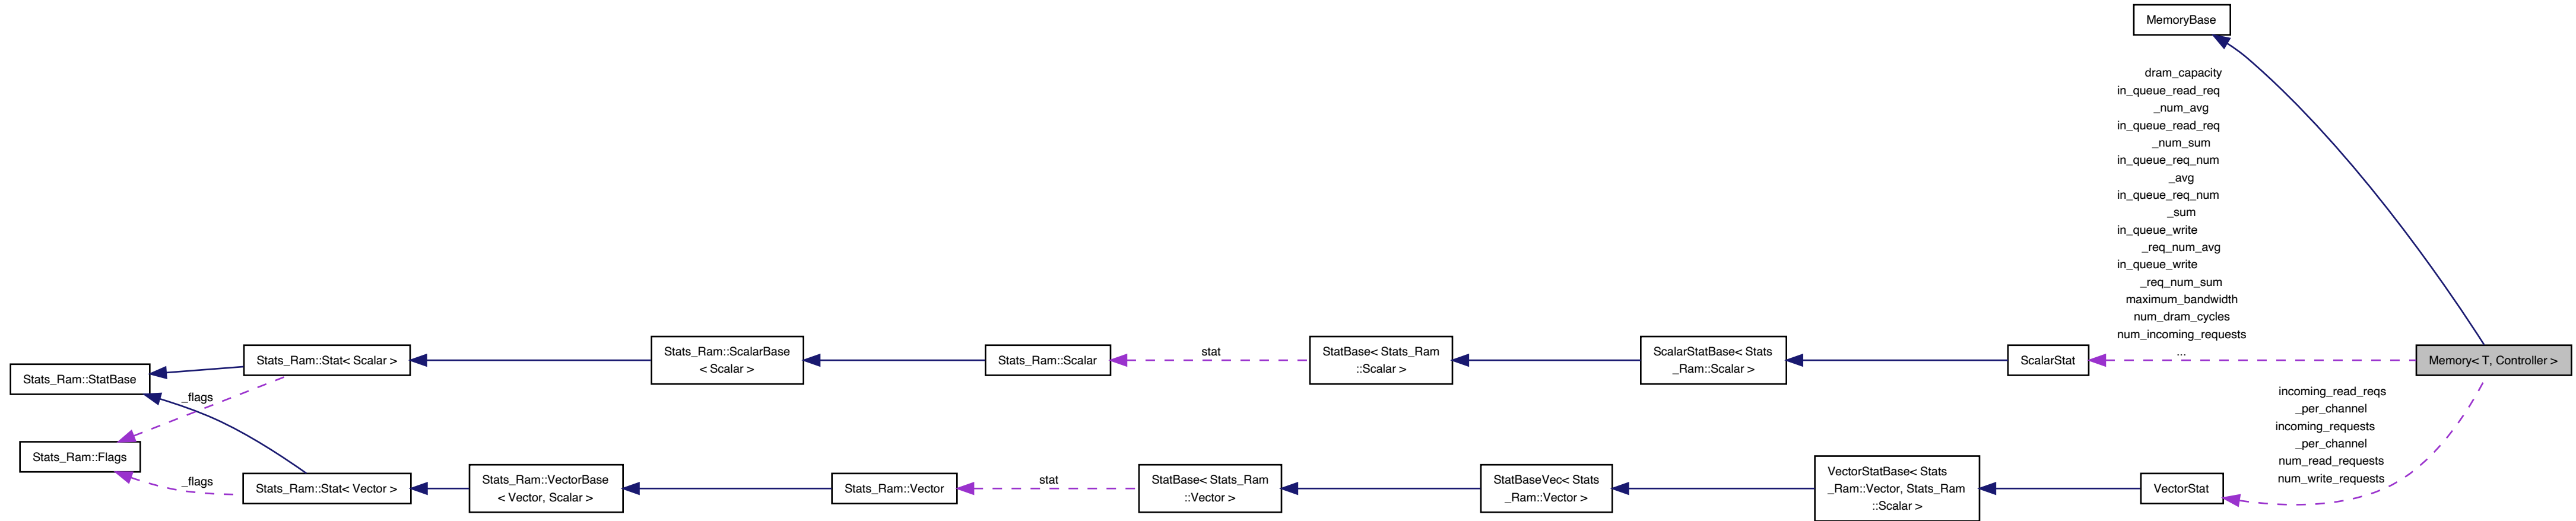 MemoryBase
dram_capacity
in_queue_read_req
_num_avg
in_queue_read_req
_num_sum
in_queue_req_num
_avg
in_queue_req_num
_sum
in_queue_write
_req_num_avg
in_queue_write
_req_num_sum
maximum_bandwidth
num_dram_cycles
num_incoming_requests
...
Stats_Ram::StatBase
Stats_Ram::Stat< Scalar >
Stats_Ram::ScalarBase
< Scalar >
Stats_Ram::Scalar
stat
StatBase< Stats_Ram
::Scalar >
ScalarStatBase< Stats
_Ram::Scalar >
ScalarStat
Memory< T, Controller >
_flags
Stats_Ram::Flags
_flags
Stats_Ram::Stat< Vector >
Stats_Ram::VectorBase
< Vector, Scalar >
Stats_Ram::Vector
stat
StatBase< Stats_Ram
::Vector >
StatBaseVec< Stats
_Ram::Vector >
VectorStatBase< Stats
_Ram::Vector, Stats_Ram
::Scalar >
VectorStat
incoming_read_reqs
_per_channel
incoming_requests
_per_channel
num_read_requests
num_write_requests